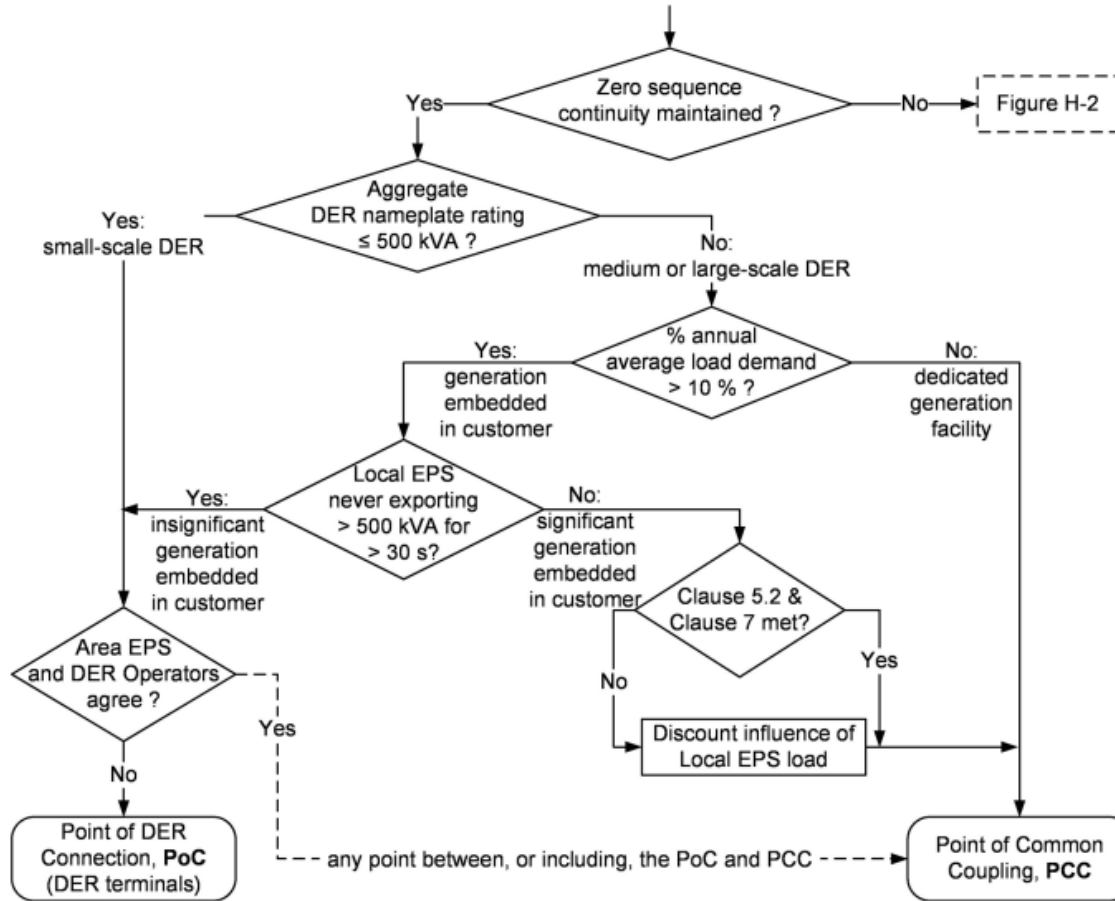 Zero sequence
continuity maintained ?
Yes
No
Figure H-2
Aggregate
DER nameplate rating
≤ 500 kVA ?
Yes:
small-scale DER
No:
medium or large-scale DER
% annual
average load demand
> 10 % ?
Yes:
generation
embedded
in customer
No:
dedicated
generation
facility
Local EPS
never exporting
> 500 kVA for
> 30 s?
Yes:
insignificant
generation
embedded
in customer
No:
significant
generation
embedded
in customer
Clause 5.2 &
Clause 7 met?
No
Yes
Discount influence of
Local EPS load
Area EPS
and DER Operators
agree ?
Yes
No
Point of DER
Connection, PoC
(DER terminals)
any point between, or including, the PoC and PCC
Point of Common
Coupling, PCC